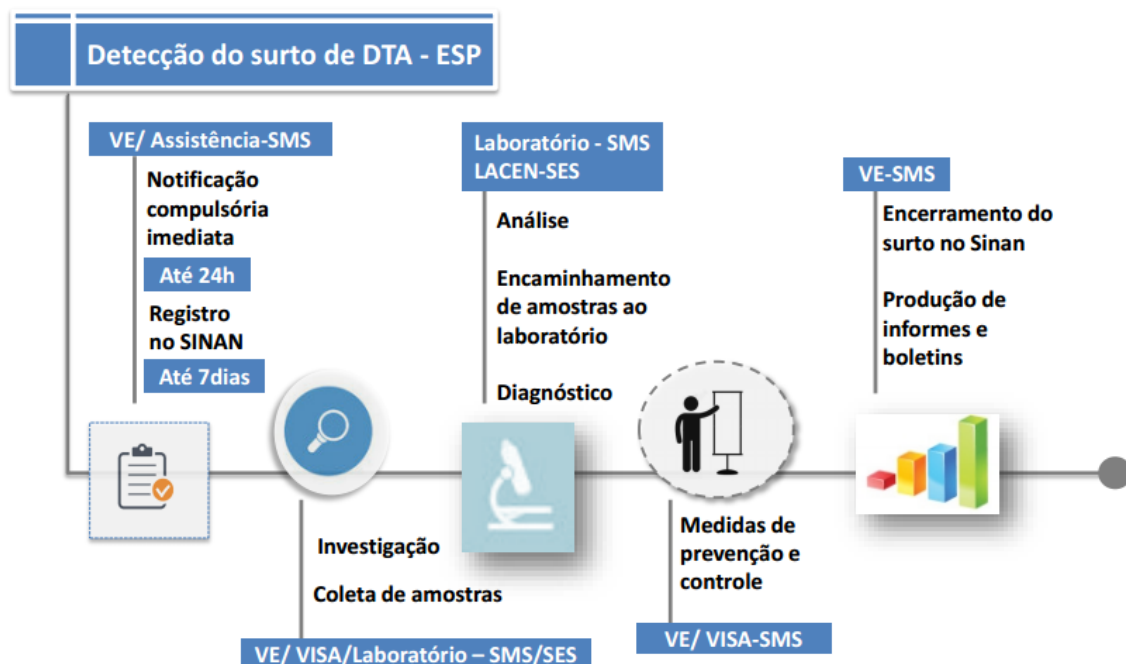 Detecção do surto de DTA - ESP
VE/ Assistência-SMS
Notificação
compulsória
imediata
Até 24h
Registro
no SINAN
Até 7dias
Investigação
Coleta de amostras
VE/ VISA/Laboratório – SMS/SES
Laboratório - SMS
LACEN-SES
Análise
Encaminhamento
de amostras ao
laboratório
Diagnóstico
Medidas de
prevenção e
controle
VE/ VISA-SMS
VE-SMS
Encerramento do
surto no Sinan
Produção de
informes e
boletins